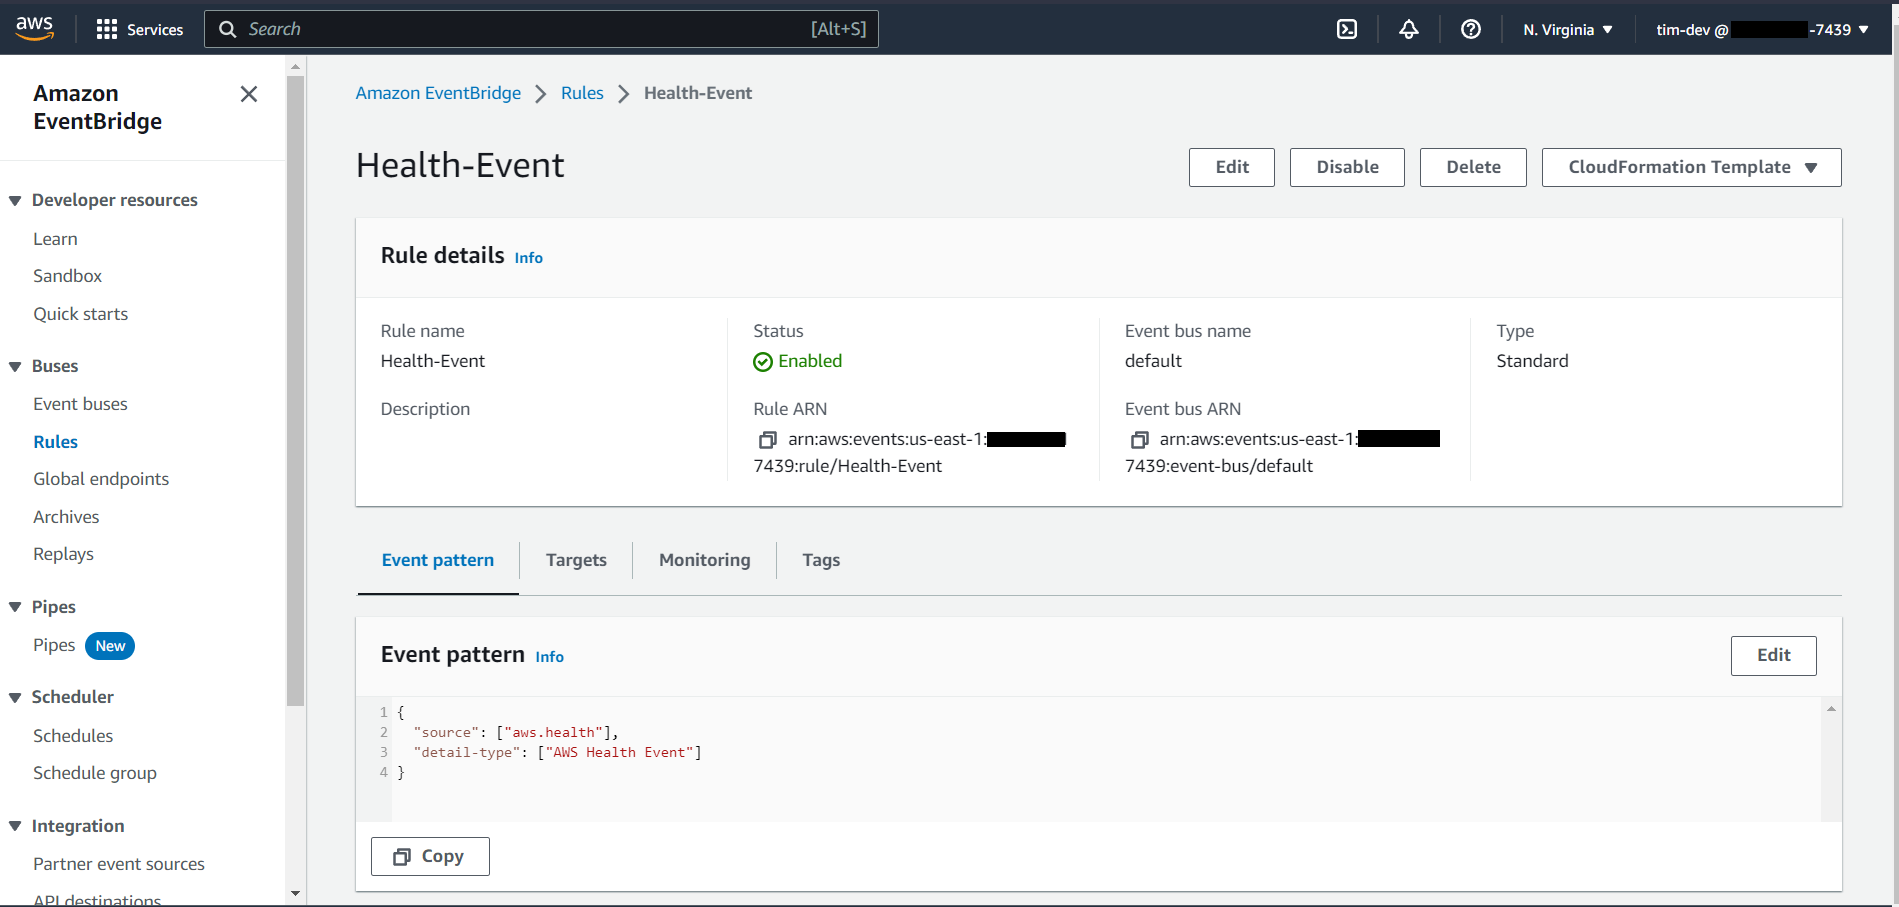 aws
Services
Search
[Alt+S]
N. Virginia
tim-dev @
-7439
Amazon
EventBridge
Developer resources
Learn
Sandbox
Quick starts
Buses
Event buses
Rules
Global endpoints
Archives
Replays
Pipes
Pipes New
Scheduler
Schedules
Schedule group
Integration
Partner event sources
API destinations
Amazon EventBridge
Rules
Health-Event
Health-Event
Edit
Disable
Delete
CloudFormation Template
Rule details Info
Rule name
Health-Event
Description
Status
Enabled
Rule ARN
arn:aws:events:us-east-1:
7439:rule/Health-Event
Event bus name
default
Event bus ARN
arn:aws:events:us-east-1:
7439:event-bus/default
Type
Standard
Event pattern
Targets
Monitoring
Tags
Event pattern Info
Edit
1 {
2 "source": ["aws.health"],
3 "detail-type": ["AWS Health Event"]
4 }
Copy